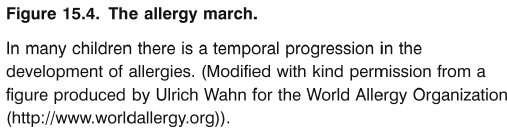 Figure 15.4. The allergy march.
In many children there is a temporal progression in the
development of allergies. (Modified with kind permission from a
figure produced by Ulrich Wahn for the World Allergy Organization
(http://www.worldallergy.org)).